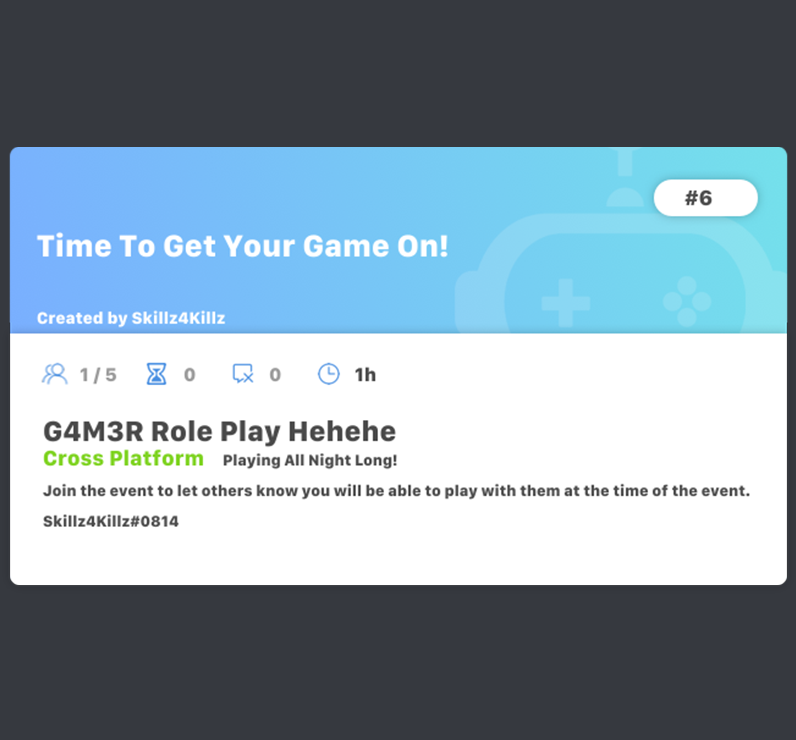 #6
Time To Get Your Game On!
Created by Skillz4Killz
1 / 5 0 0 1h
G4M3R Role Play Hehehe
Cross Platform Playing All Night Long!
Join the event to let others know you will be able to play with them at the time of the event.
Skillz4Killz#0814